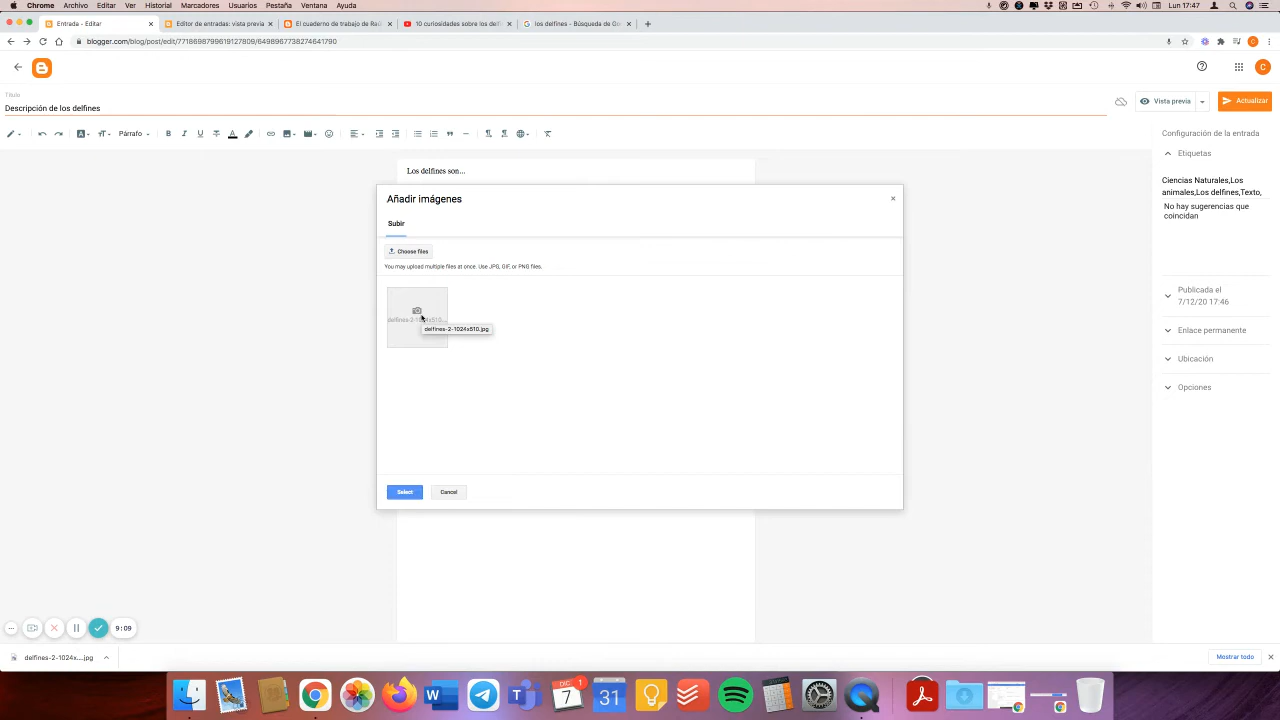 Chrome Archivo Editar Ver Historial Marcadores Usuarios Pestaña Ventana Ayuda Lun 17:47
Entrada - Editar
Editor de entradas: vista previa
El cuaderno de trabajo de Raú
10 curiosidades sobre los delf
los delfines - Búsqueda de Go
blogger.com/blog/post/edit/7718698799619127809/6498967738274641790
C
C
Título
Descripción de los delfines
Vista previa
Actualizar
Párrafo
Configuración de la entrada
Etiquetas
Ciencias Naturales,Los
animales,Los delfines,Texto,
No hay sugerencias que
coincidan
Publicada el
7/12/20 17:46
Enlace permanente
Ubicación
Opciones
Los delfines son...
Añadir imágenes
Subir
Choose files
You may upload multiple files at once. Use JPG, GIF, or PNG files.
delfines-2-1024x510...
delfines-2-1024x510.jpg
Select
Cancel
9:09
delfines-2-1024x....jpg
Mostrar todo
DIC
7
1
31